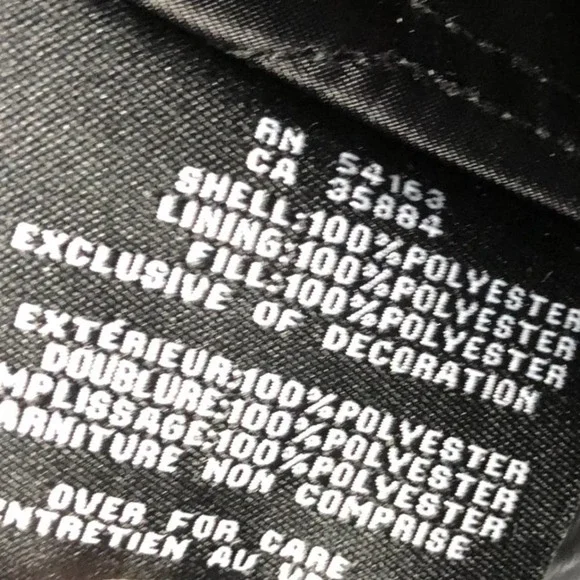 RN 54163
CA 35884
SHELL:100%POLYESTER
LINING:100%POLYESTER
FILL:100%POLYESTER
EXCLUSIVE OF DECORATION
EXTÉRIEUR:100%POLYESTER
DOUBLURE:100%POLYESTER
MPLISSAGE:100%POLYESTER
ARNITURE NON COMPRISE
OVER FOR CARE
ENTRETIEN AU